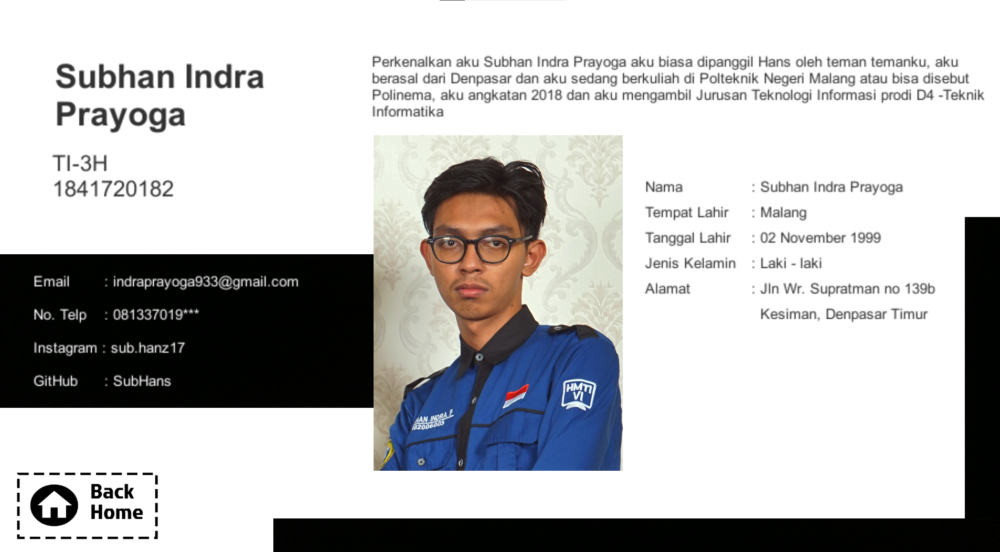 Subhan Indra
Prayoga
TI-3H
1841720182
Perkenalkan aku Subhan Indra Prayoga aku biasa dipanggil Hans oleh teman temanku, aku
berasal dari Denpasar dan aku sedang berkuliah di Polteknik Negeri Malang atau bisa disebut
Polinema, aku angkatan 2018 dan aku mengambil Jurusan Teknologi Informasi prodi D4 -Teknik
Informatika
Email : indraprayoga933@gmail.com
No. Telp : 081337019***
Instagram : sub.hanz17
GitHub : SubHans
HMTI
VI
INDRA P
Nama : Subhan Indra Prayoga
Tempat Lahir : Malang
Tanggal Lahir : 02 November 1999
Jenis Kelamin : Laki - laki
Alamat : Jln Wr. Supratman no 139b
Kesiman, Denpasar Timur
Back
Home